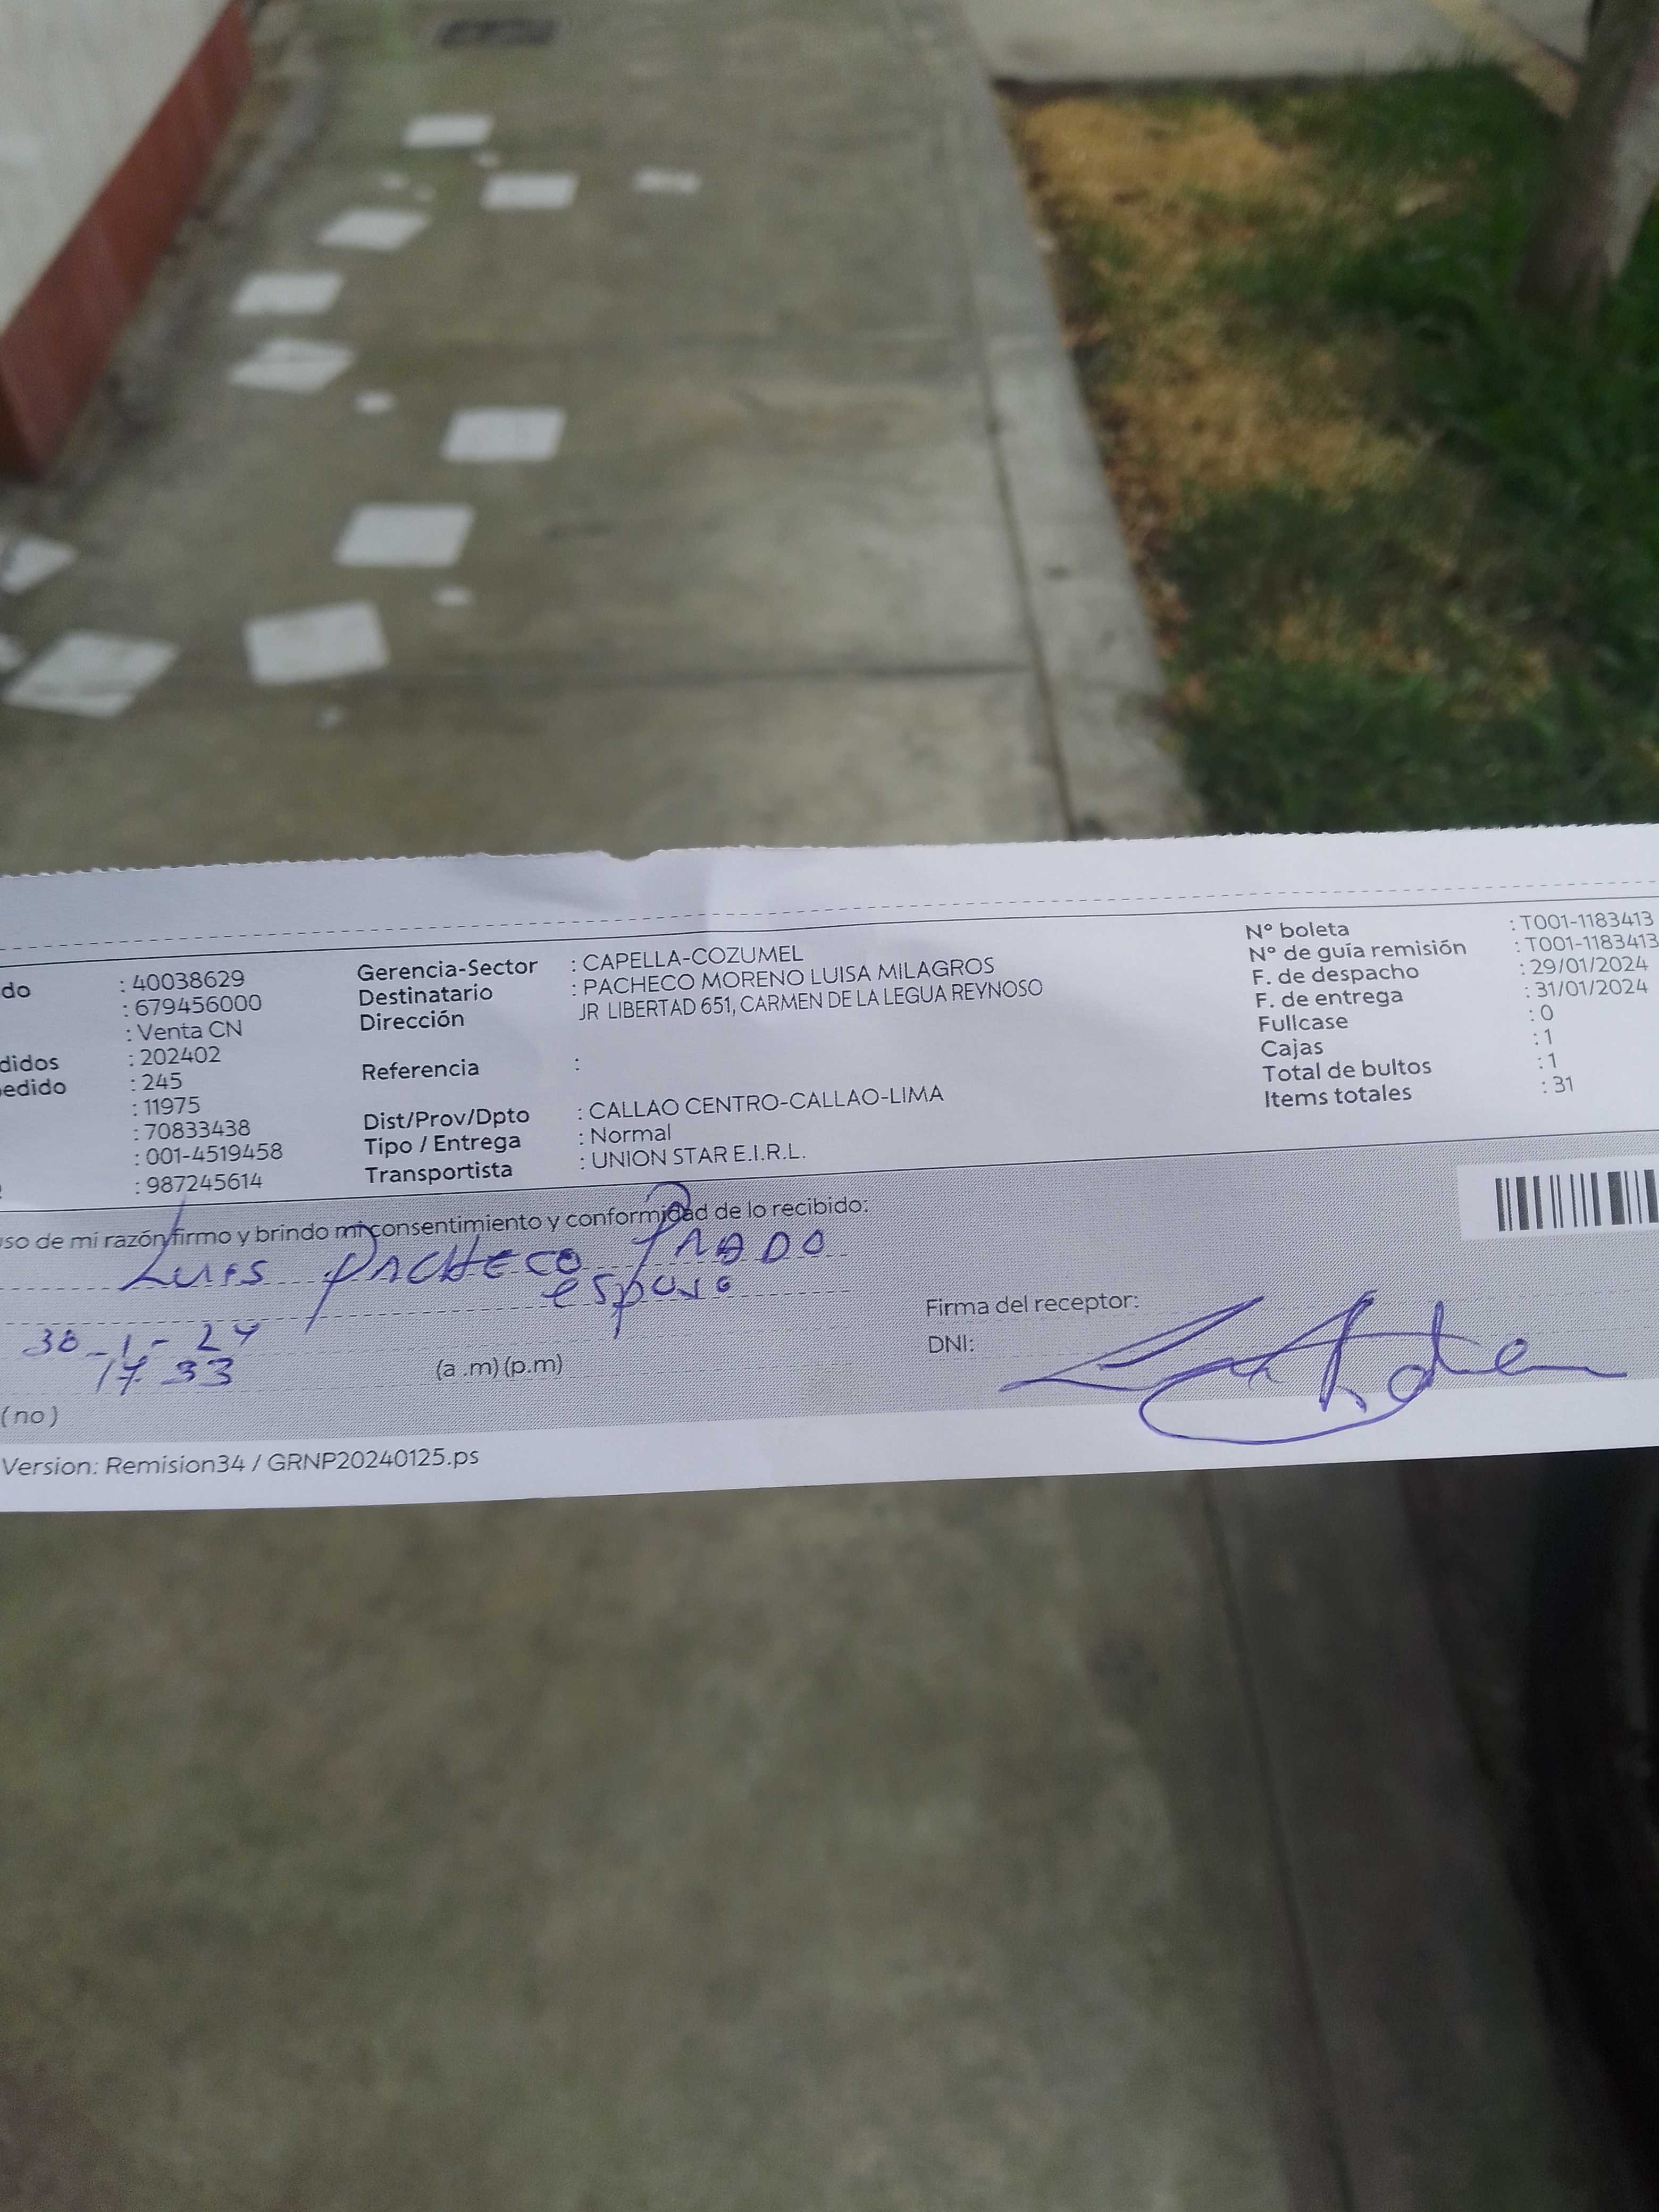 do : 40038629
: 679456000
: Venta CN
didos : 202402
edido : 245
: 11975
: 70833438
: 001-4519458
: 987245614
Gerencia-Sector : CAPELLA-COZUMEL
Destinatario : PACHECO MORENO LUISA MILAGROS
Dirección JR LIBERTAD 651, CARMEN DE LA LEGUA REYNOSO
Referencia :
Dist/Prov/Dpto : CALLAO CENTRO-CALLAO-LIMA
Tipo / Entrega : Normal
Transportista : UNION STAR E.I.R.L.
Nº boleta : T001-1183413
Nº de guía remisión : T001-1183413
F. de despacho : 29/01/2024
F. de entrega : 31/01/2024
Fullcase : 0
Cajas : 1
Total de bultos : 1
Items totales : 31
uso de mi razón firmo y brindo mi consentimiento y conformidad de lo recibido:
LUIS PACHECO PRADO
esposo
30-1-24
17:33 (a .m) (p.m)
(no)
Firma del receptor:
DNI:
Version: Remision34 / GRNP20240125.ps